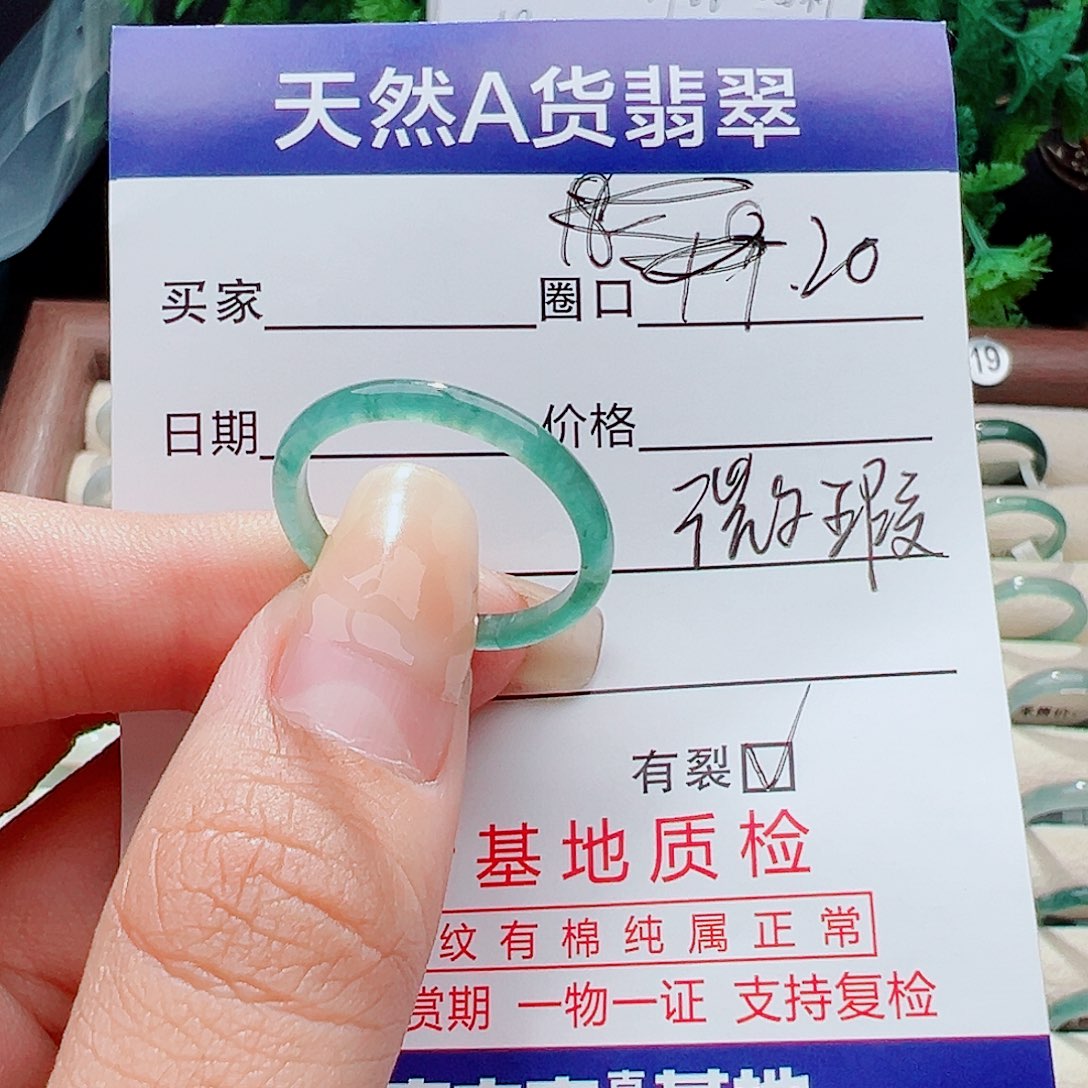 天然A货翡翠
买家 圈口 .20
日期 价格
微瑕
有裂
基地质检
纹有棉纯属正常
赏期 一物一证 支持复检
基地
19